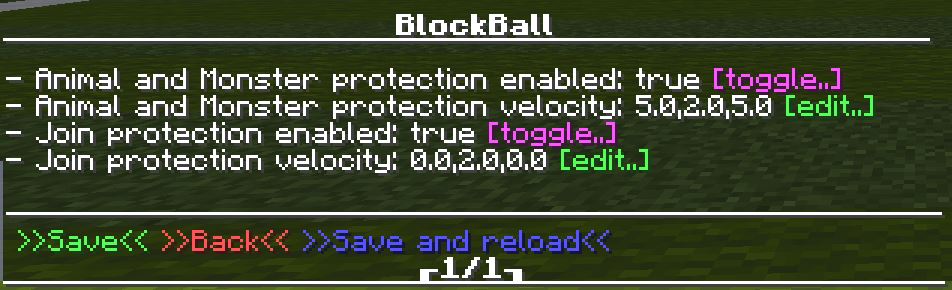 BlockBall
- Animal and Monster protection enabled: true [toggle..]
- Animal and Monster protection velocity: 5.0,2.0,5.0 [edit..]
- Join protection enabled: true [toggle..]
- Join protection velocity: 0.0,2.0,0.0 [edit..]
>>Save<< >>Back<< >>Save and reload<<
┌1/1┐